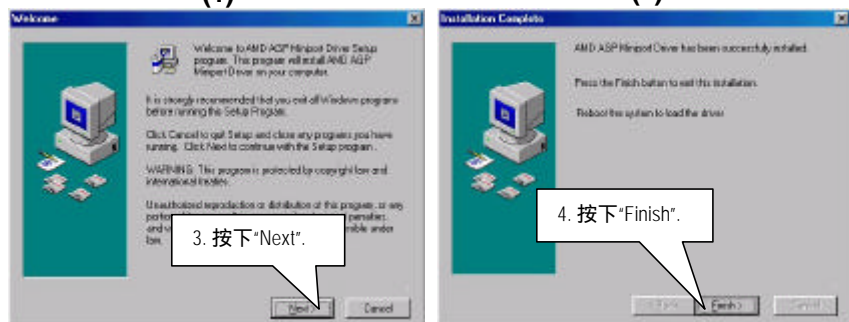 Welcome
Welcome to AMD AGP Miniport Driver Setup
program. This program will install AMD AGP
Miniport Driver on your computer.
It is strongly recommended that you exit all Windows programs
before running this Setup Program.
Click Cancel to quit Setup and close any programs you have
running. Click Next to continue with the Setup program.
WARNING: This program is protected by copyright law and
international treaties.
Unauthorized reproduction or distribution of this program, or any
penalties,
under
law.
3. 按下“Next”.
Next >
Cancel
Installation Complete
AMD AGP Miniport Driver has been successfully installed.
Press the Finish button to exit this installation.
Reboot the system to load the driver
4. 按下“Finish”.
< Back
Finish >
Cancel